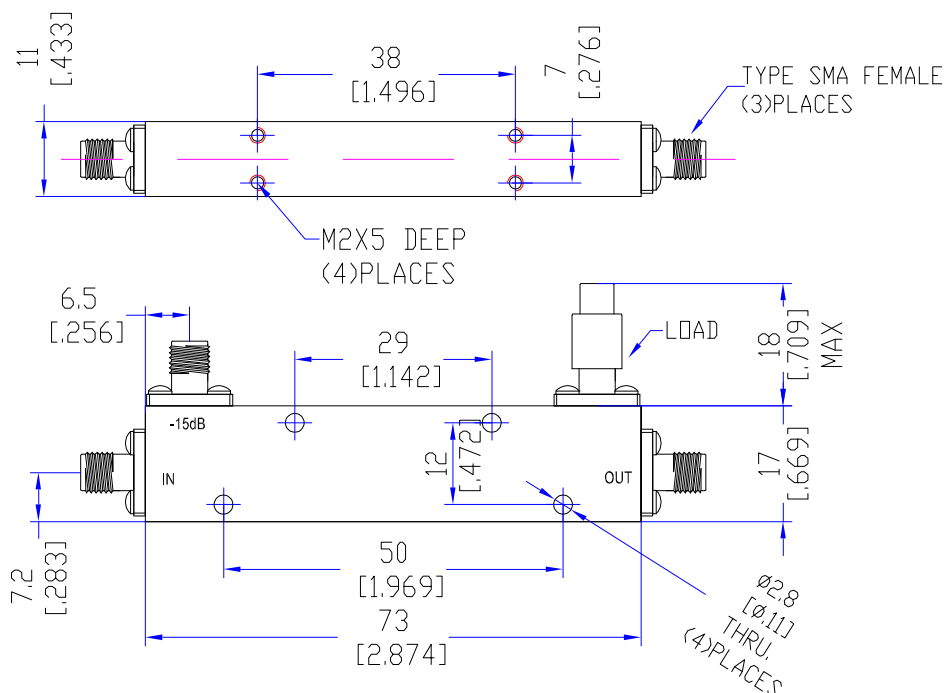 11
[.433]
38
[1.496]
7
[.276]
TYPE SMA FEMALE
(3)PLACES
M2X5 DEEP
(4)PLACES
6.5
[.256]
29
[1.142]
LOAD
18
[.709]
MAX
-15dB
IN
12
[.472]
OUT
17
[.669]
7.2
[.283]
50
[1.969]
73
[2.874]
Ø2.8
[Ø.11]
THRU.
(4)PLACES